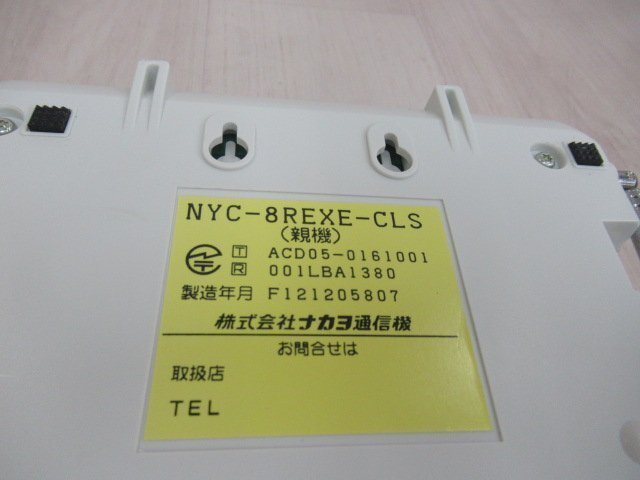 NYC-8REXE-CLS
(親機)
T ACD05-0161001
R 001LBA1380
製造年月 F121205807
株式会社ナカヨ通信機
お問合せは
取扱店
TEL